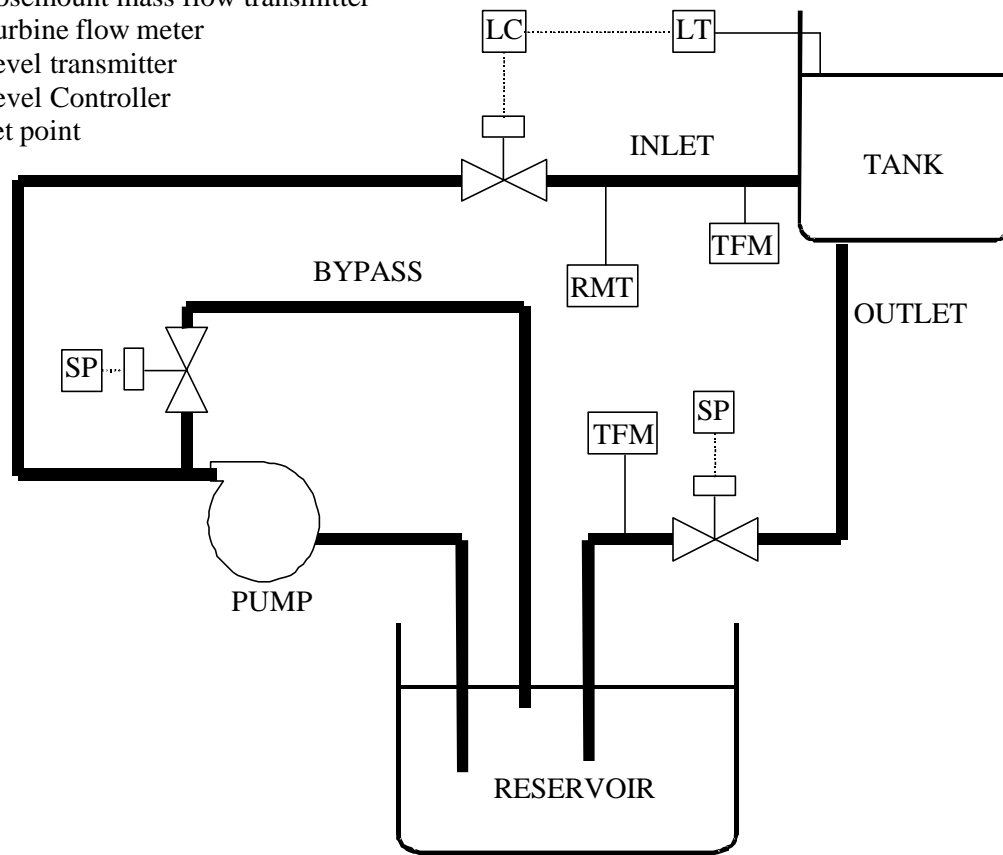 osemount mass flow transmitter
urbine flow meter
evel transmitter
evel Controller
et point
LC
LT
INLET
TANK
TFM
RMT
BYPASS
OUTLET
SP
SP
TFM
PUMP
RESERVOIR